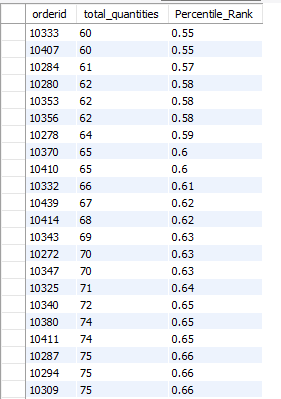 orderid total_quantities Percentile_Rank
10333 60 0.55
10407 60 0.55
10284 61 0.57
10280 62 0.58
10353 62 0.58
10356 62 0.58
10278 64 0.59
10370 65 0.6
10410 65 0.6
10332 66 0.61
10439 67 0.62
10414 68 0.62
10343 69 0.63
10272 70 0.63
10347 70 0.63
10325 71 0.64
10340 72 0.65
10380 74 0.65
10411 74 0.65
10287 75 0.66
10294 75 0.66
10309 75 0.66